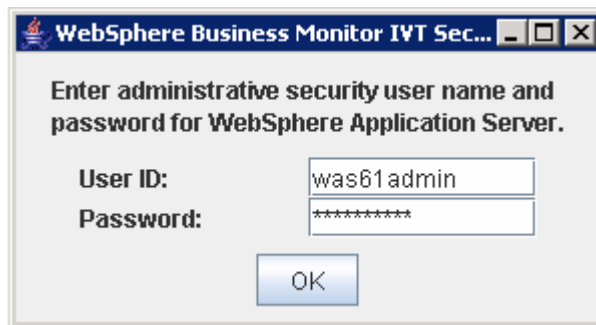 WebSphere Business Monitor IVT Sec...
Enter administrative security user name and
password for WebSphere Application Server.
User ID: was61admin
Password: **********
OK